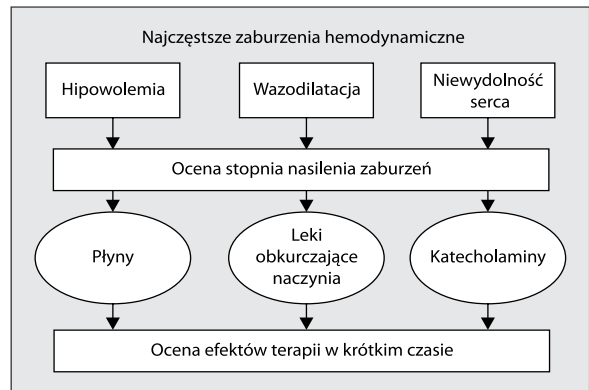 Najczęstsze zaburzenia hemodynamiczne
Hipowolemia
Wazodilatacja
Niewydolność
serca
Ocena stopnia nasilenia zaburzeń
Płyny
Leki
obkurczające
naczynia
Katecholaminy
Ocena efektów terapii w krótkim czasie